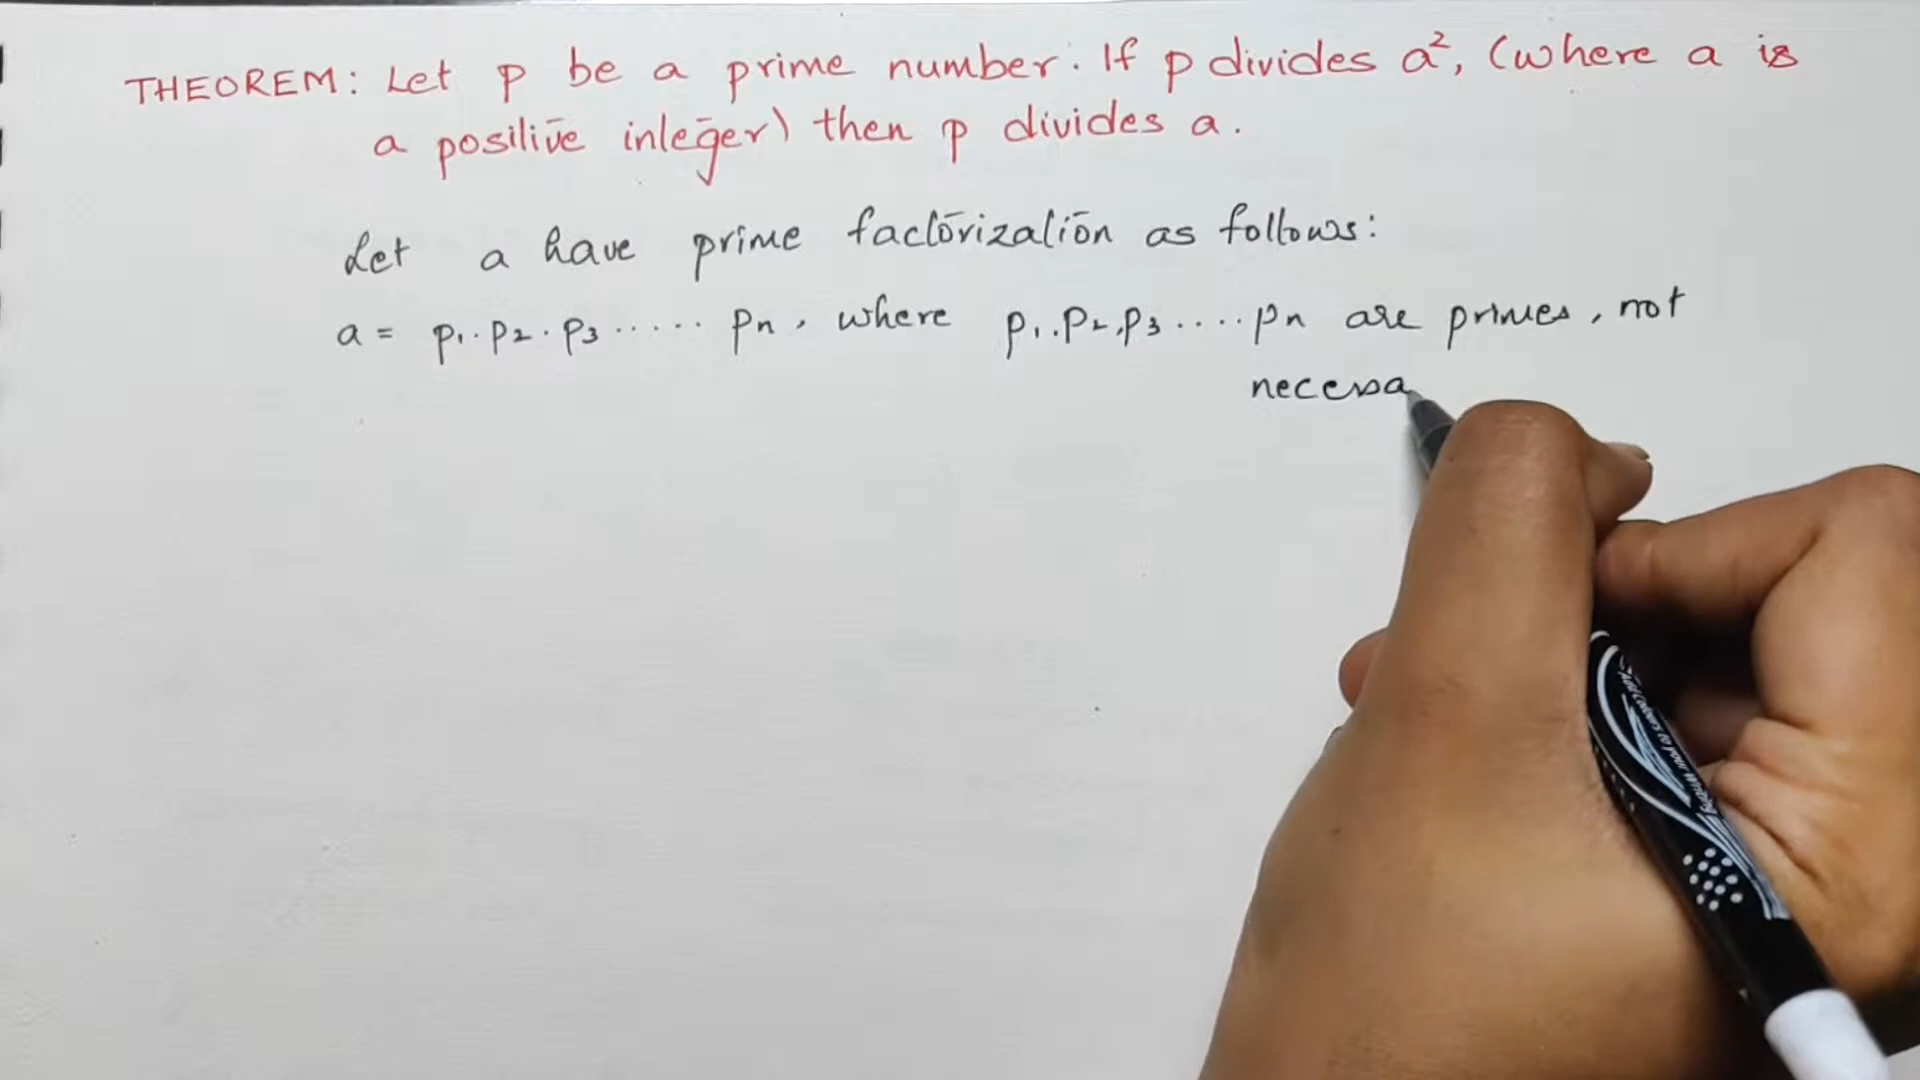 THEOREM: Let p be a prime number. If p divides a², (where a is
a positive integer) then p divides a.
Let a have prime factorization as follows:
a = p₁.p₂.p₃...... pₙ, where p₁.p₂,p₃.... pₙ are primes, not
necessa